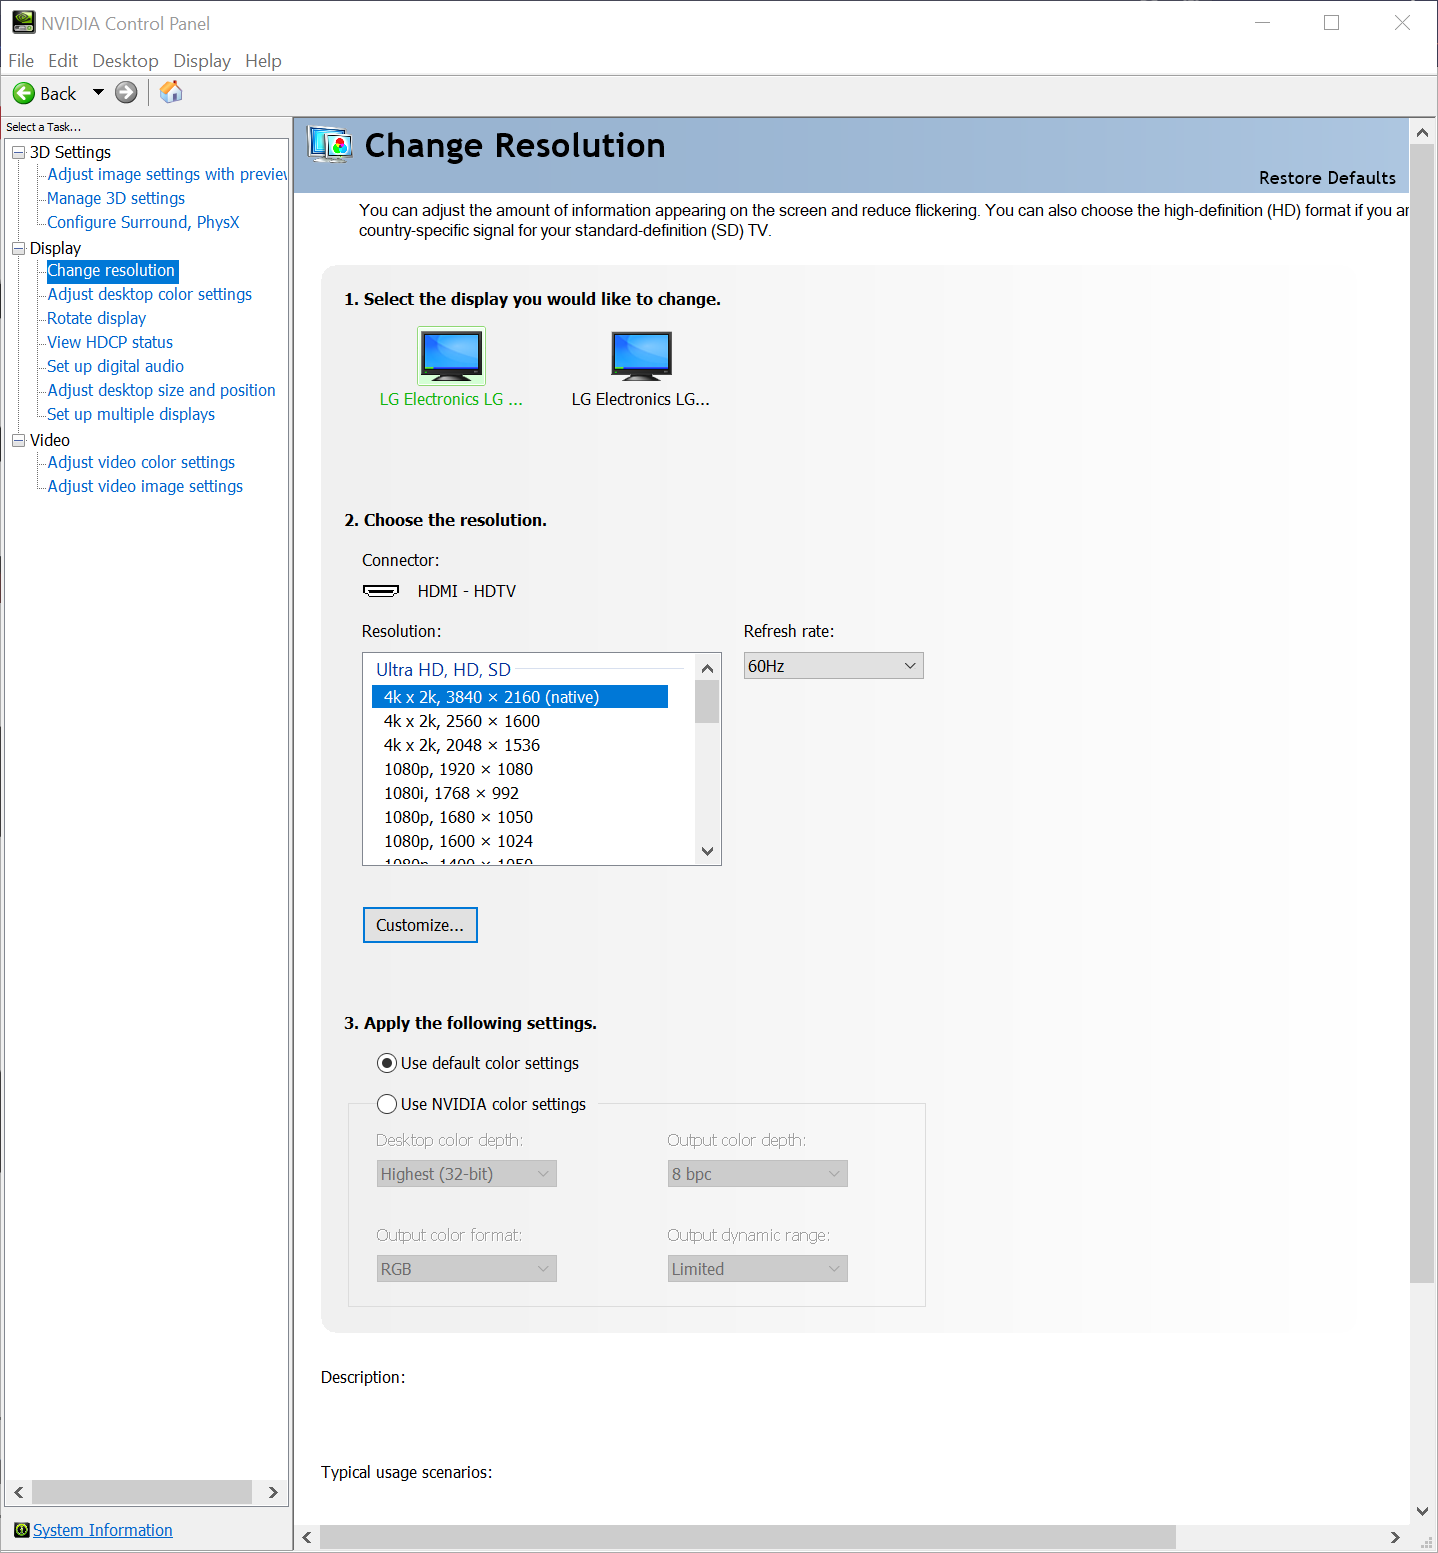 NVIDIA Control Panel
File Edit Desktop Display Help
Back
Select a Task...
3D Settings
Adjust image settings with preview
Manage 3D settings
Configure Surround, PhysX
Display
Change resolution
Adjust desktop color settings
Rotate display
View HDCP status
Set up digital audio
Adjust desktop size and position
Set up multiple displays
Video
Adjust video color settings
Adjust video image settings
System Information
Change Resolution
Restore Defaults
You can adjust the amount of information appearing on the screen and reduce flickering. You can also choose the high-definition (HD) format if you ar
country-specific signal for your standard-definition (SD) TV.
1. Select the display you would like to change.
LG Electronics LG ... LG Electronics LG...
2. Choose the resolution.
Connector:
HDMI - HDTV
Resolution: Refresh rate:
Ultra HD, HD, SD 60Hz
4k x 2k, 3840 × 2160 (native)
4k x 2k, 2560 × 1600
4k x 2k, 2048 × 1536
1080p, 1920 × 1080
1080i, 1768 × 992
1080p, 1680 × 1050
1080p, 1600 × 1024
1080p, 1400 × 1050
Customize...
3. Apply the following settings.
Use default color settings
Use NVIDIA color settings
Desktop color depth: Output color depth:
Highest (32-bit) 8 bpc
Output color format: Output dynamic range:
RGB Limited
Description:
Typical usage scenarios: